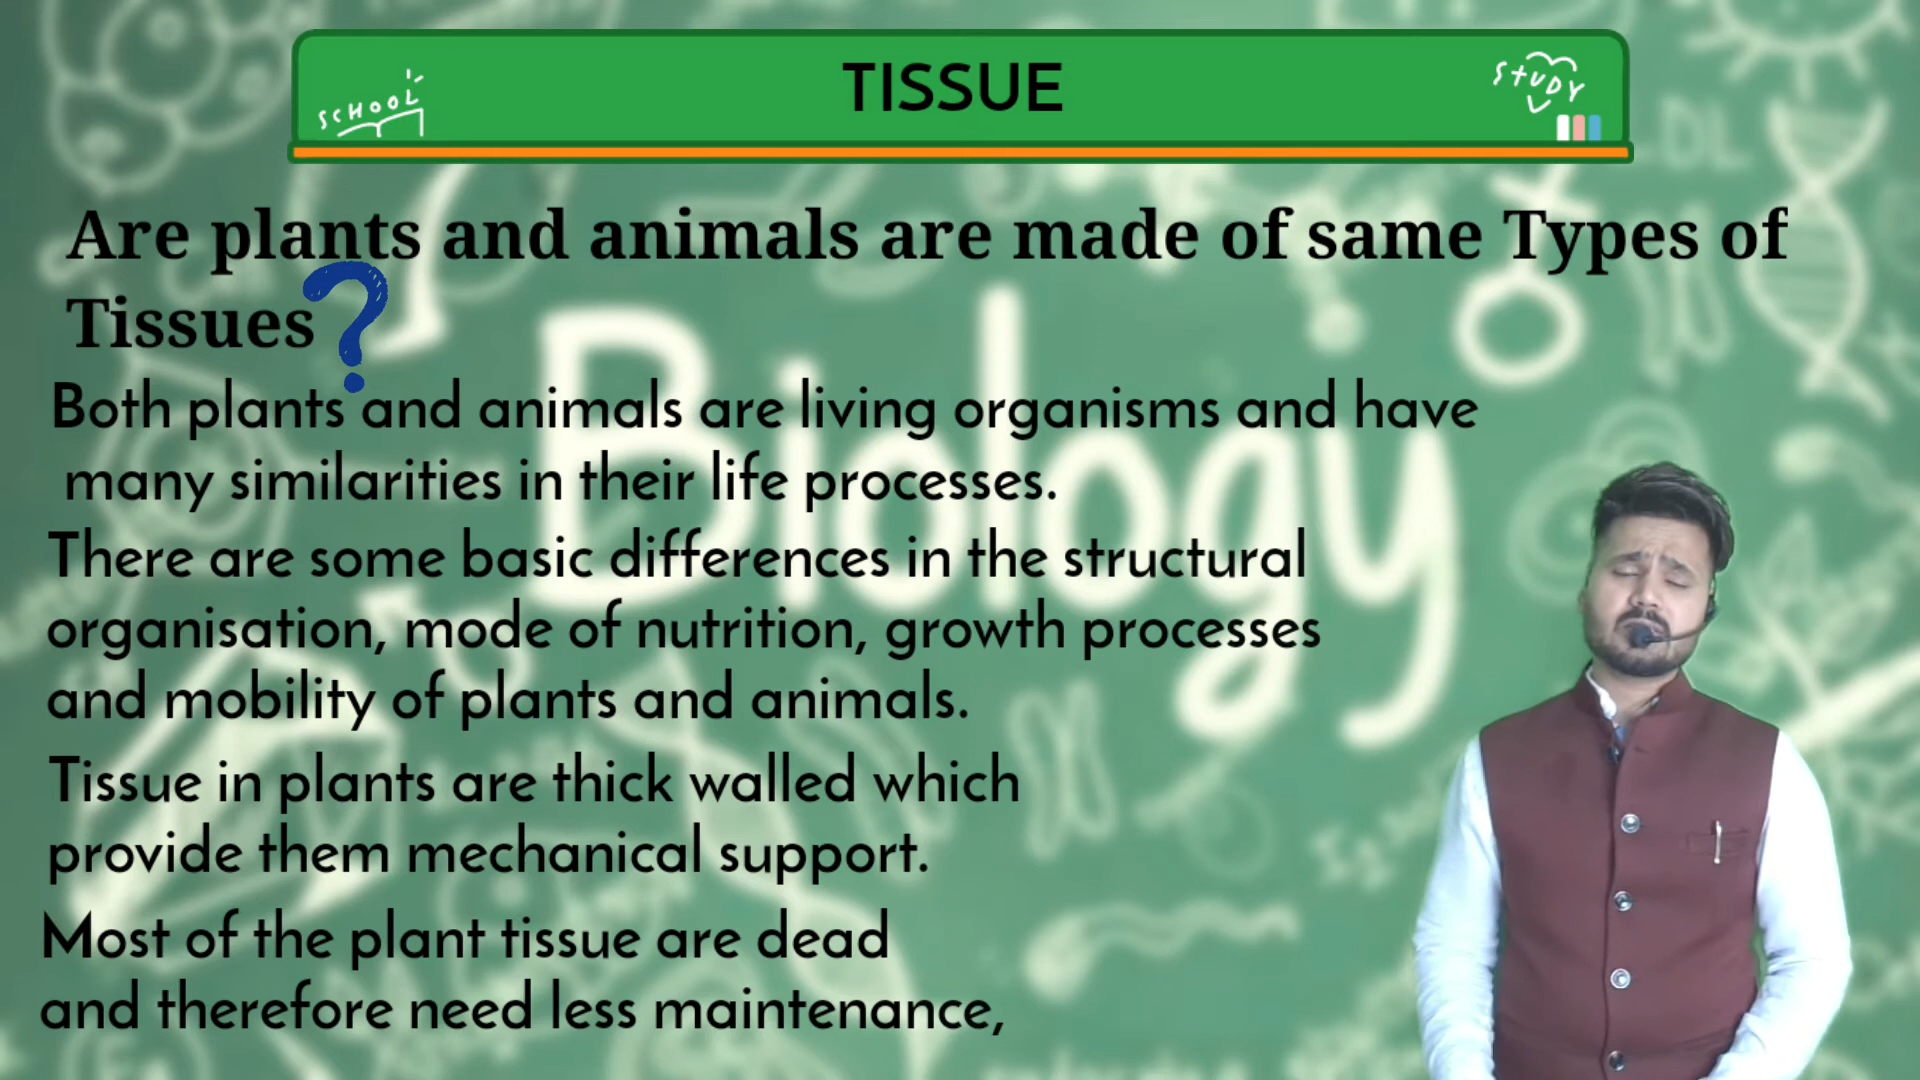 TISSUE
SCHOOL
STUDY
Are plants and animals are made of same Types of
Tissues?
Both plants and animals are living organisms and have
many similarities in their life processes.
There are some basic differences in the structural
organisation, mode of nutrition, growth processes
and mobility of plants and animals.
Tissue in plants are thick walled which
provide them mechanical support.
Most of the plant tissue are dead
and therefore need less maintenance,
Biology